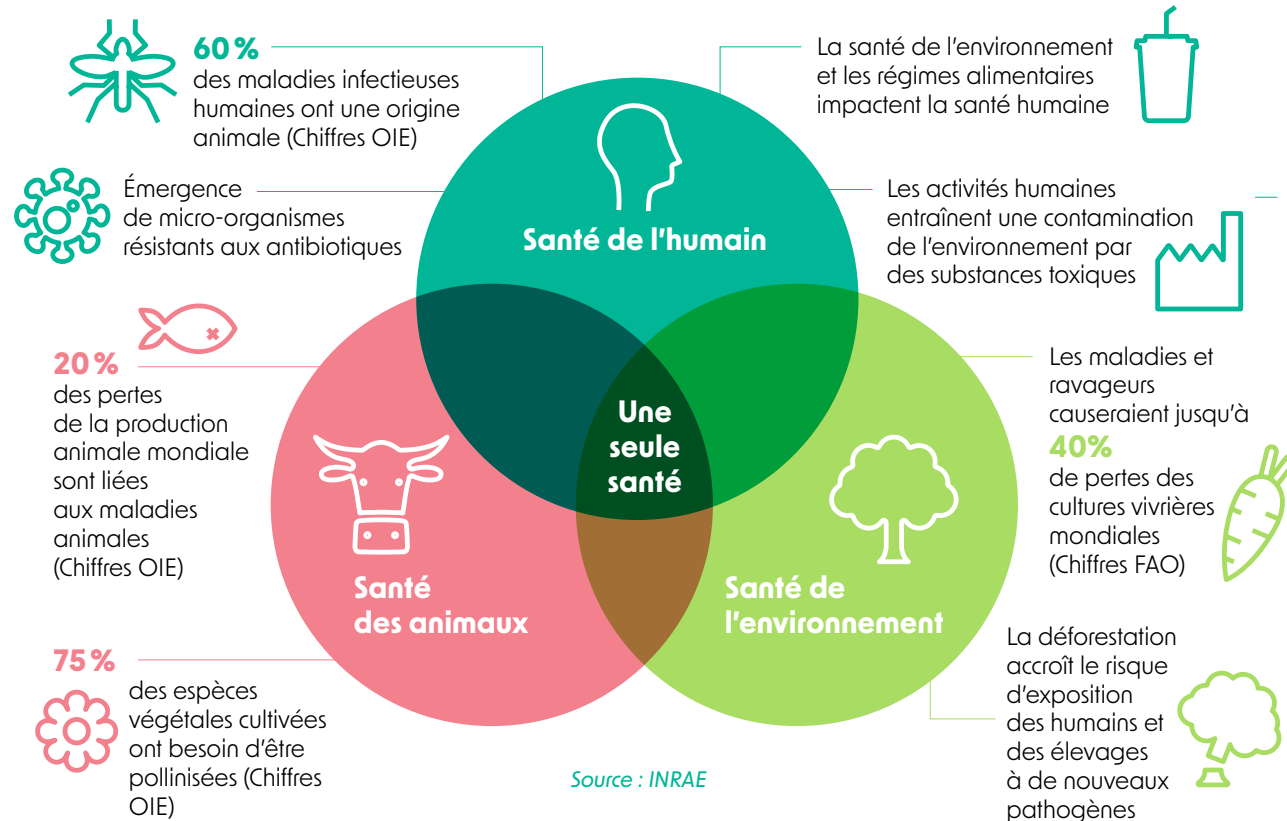 60 %
des maladies infectieuses
humaines ont une origine
animale (Chiffres OIE)
La santé de l’environnement
et les régimes alimentaires
impactent la santé humaine
Émergence
de micro-organismes
résistants aux antibiotiques
Les activités humaines
entraînent une contamination
de l’environnement par
des substances toxiques
Santé de l’humain
20 %
des pertes
de la production
animale mondiale
sont liées
aux maladies
animales
(Chiffres OIE)
Une
seule
santé
Les maladies et
ravageurs
causeraient jusqu’à
40%
de pertes des
cultures vivrières
mondiales
(Chiffres FAO)
Santé
des animaux
Santé de
l’environnement
75 %
des espèces
végétales cultivées
ont besoin d’être
pollinisées (Chiffres
OIE)
La déforestation
accroît le risque
d’exposition
des humains et
des élevages
à de nouveaux
pathogènes
Source : INRAE